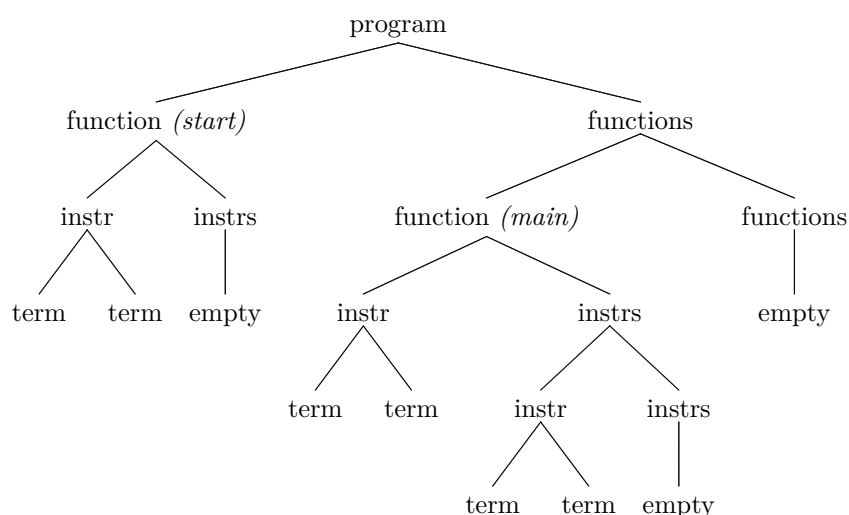 program
function (start) functions
instr instrs function (main) functions
term term empty instr instrs empty
term term instr instrs
term term empty